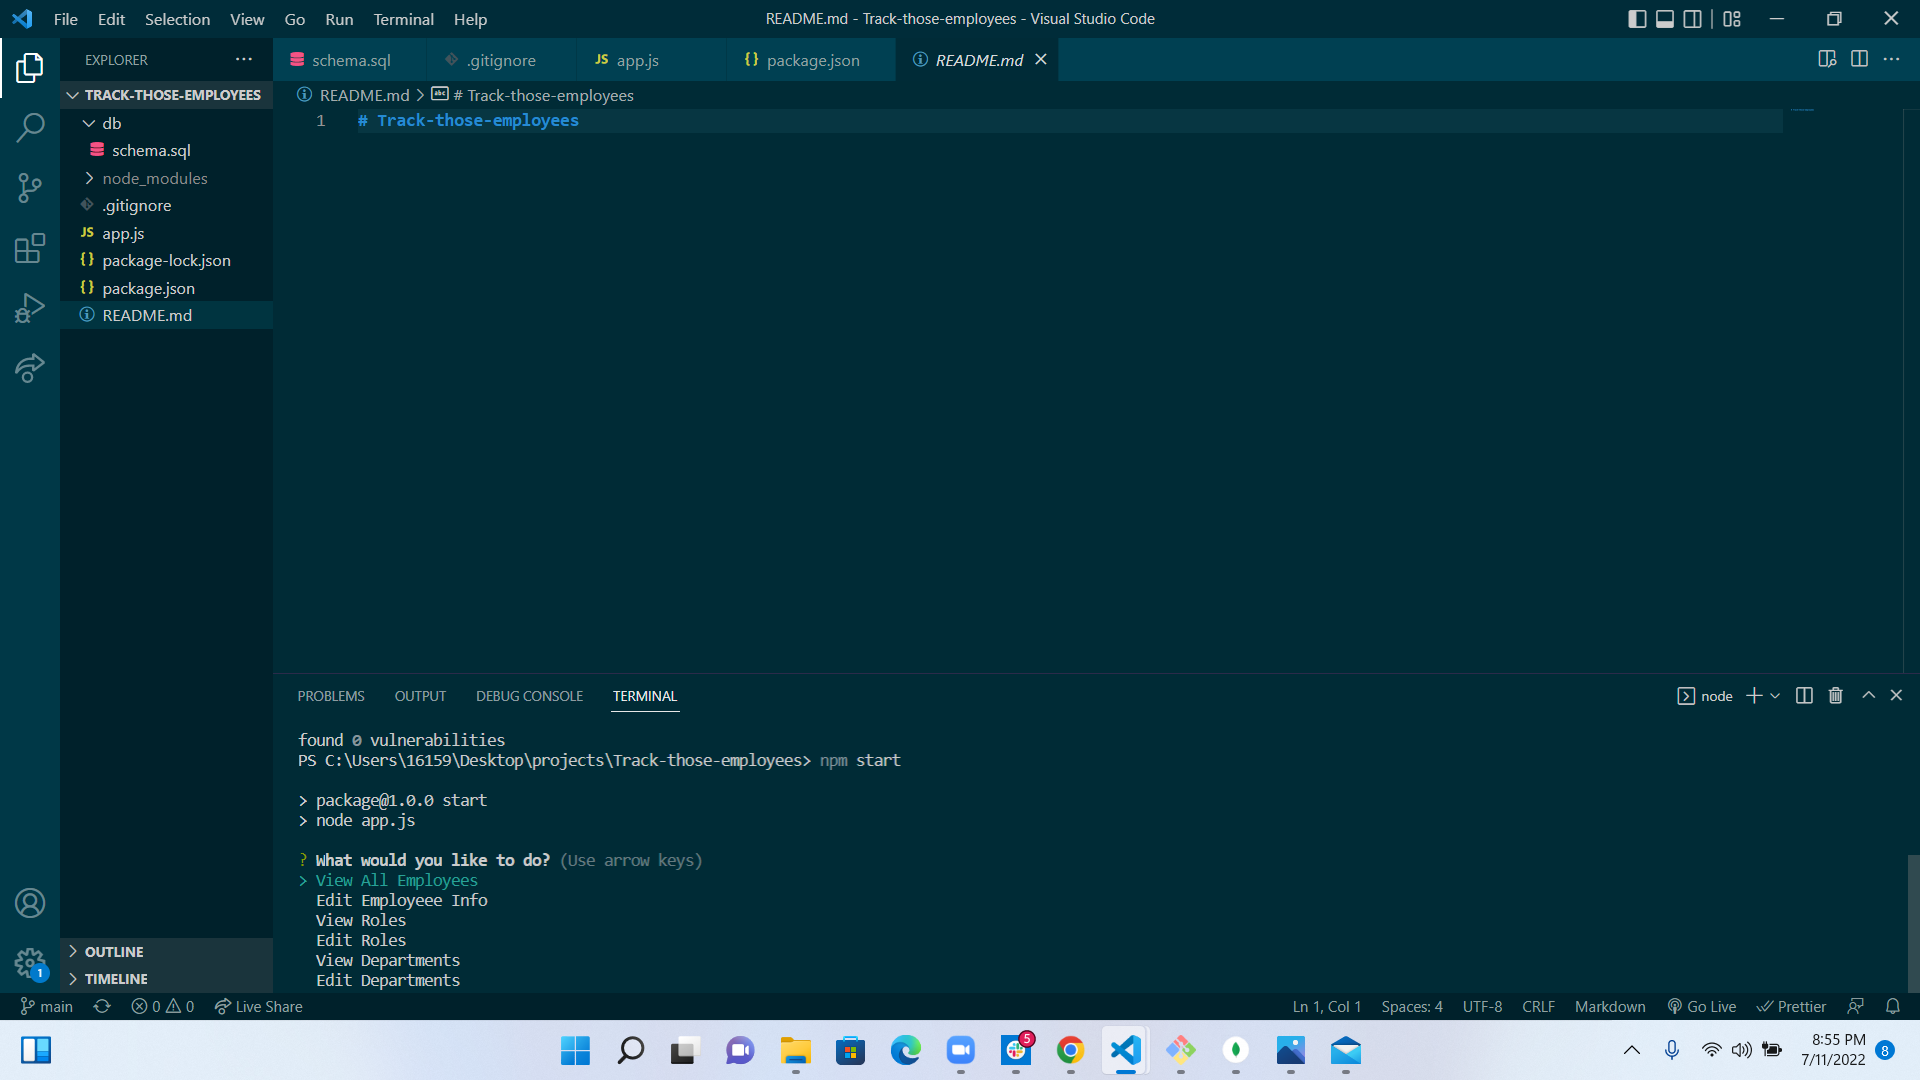 File Edit Selection View Go Run Terminal Help
README.md - Track-those-employees - Visual Studio Code
EXPLORER
schema.sql
.gitignore
JS app.js
{} package.json
README.md
TRACK-THOSE-EMPLOYEES
README.md > # Track-those-employees
db
schema.sql
node_modules
.gitignore
JS app.js
{} package-lock.json
{} package.json
README.md
1 # Track-those-employees
PROBLEMS OUTPUT DEBUG CONSOLE TERMINAL
node
found 0 vulnerabilities
PS C:\Users\16159\Desktop\projects\Track-those-employees> npm start
> package@1.0.0 start
> node app.js
? What would you like to do? (Use arrow keys)
> View All Employees
Edit Employeee Info
View Roles
Edit Roles
View Departments
Edit Departments
OUTLINE
TIMELINE
1
main 0 0 Live Share
Ln 1, Col 1 Spaces: 4 UTF-8 CRLF Markdown Go Live Prettier
5
8:55 PM
7/11/2022
8